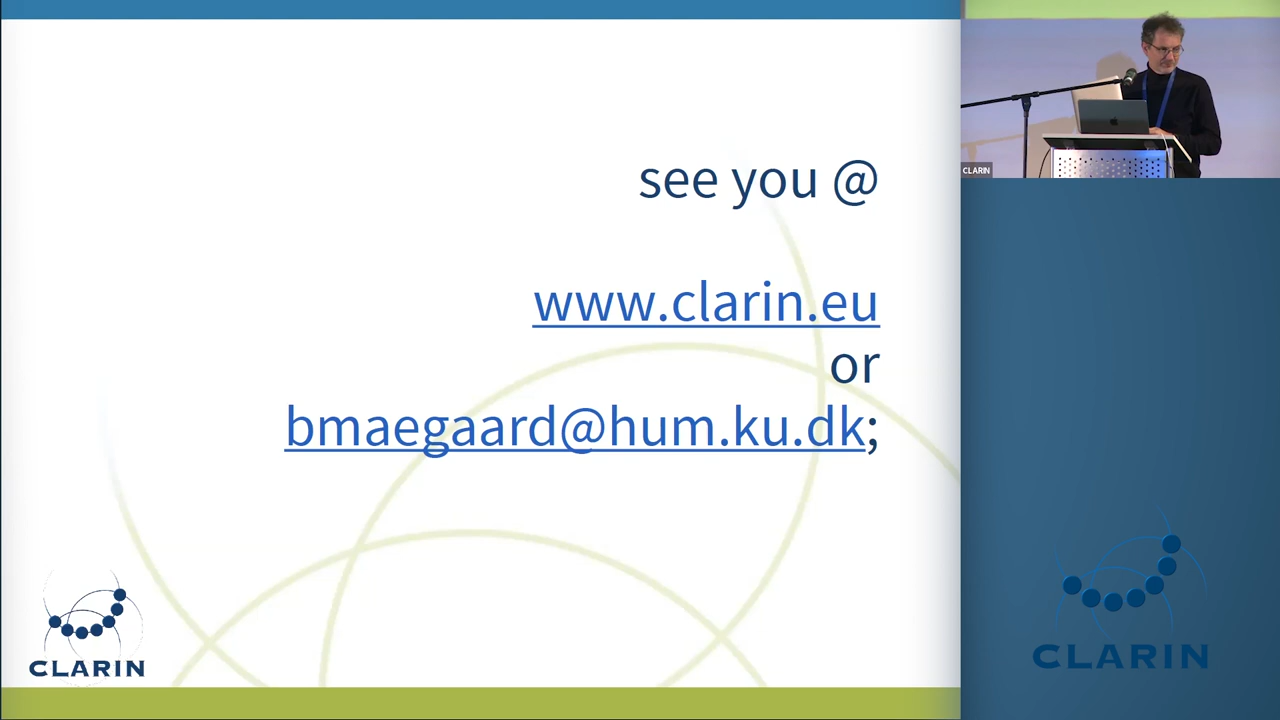 see you @
www.clarin.eu
or
bmaegaard@hum.ku.dk;
CLARIN
CLARIN
CLARIN